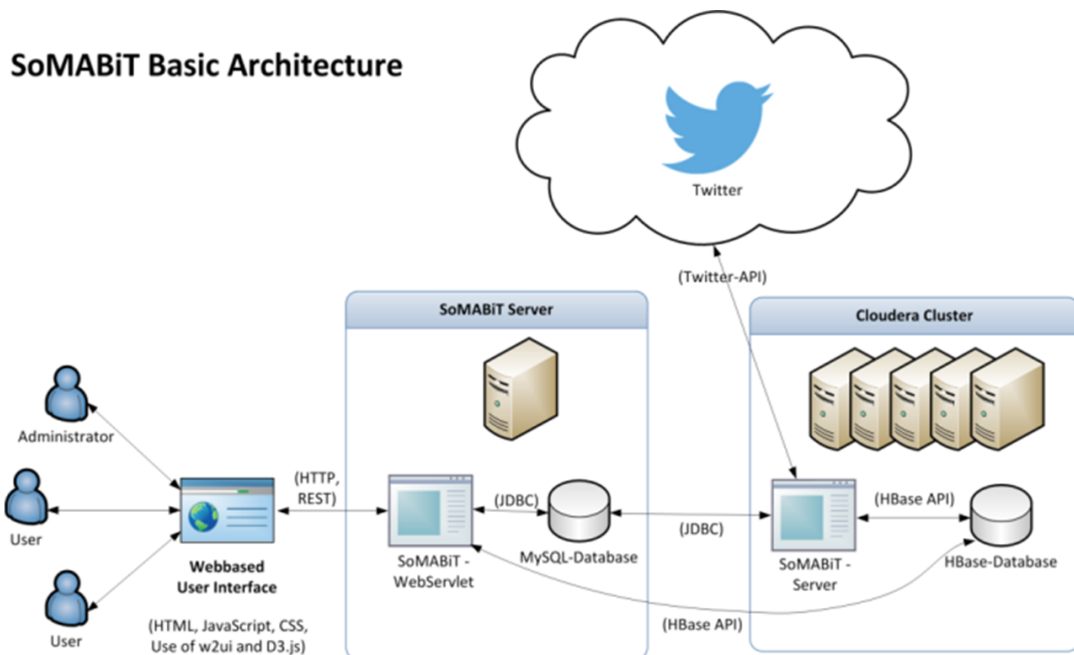 SoMABiT Basic Architecture
Twitter
(Twitter-API)
SoMABiT Server
Cloudera Cluster
Administrator
User
User
Webbased
User Interface
(HTML, JavaScript, CSS,
Use of w2ui and D3.js)
(HTTP,
REST)
SoMABiT -
WebServlet
(JDBC)
MySQL-Database
(JDBC)
SoMABiT -
Server
(HBase API)
HBase-Database
(HBase API)